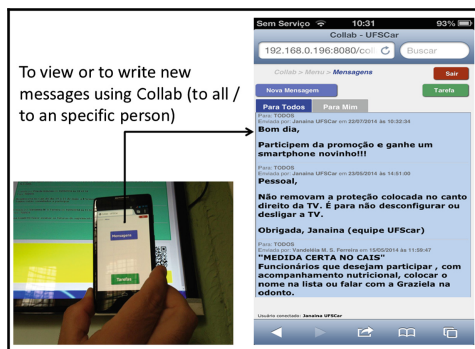 To view or to write new
messages using Collab (to all /
to an specific person)
Mensagens
Tarefas
Sem Serviço 10:31 93%
Collab - UFSCar
192.168.0.196:8080/col Buscar
Collab > Menu > Mensagens
Sair
Nova Mensagem
Tarefa
Para Todos Para Mim
Para: TODOS
Enviada por: Janaina UFSCar em 23/07/2014 às 10:32:34
Bom dia,
Participem da promoção e ganhe um
smartphone novinho!!!
Para: TODOS
Enviada por: Janaina UFSCar em 23/05/2014 às 14:51:00
Pessoal,
Não removam a proteção colocada no canto
direito da TV. É para não desconfigurar ou
desligar a TV.
Obrigada, Janaina (equipe UFScar)
Para: TODOS
Enviada por: Vandeléia M. S. Ferreira em 15/05/2014 às 11:58:47
"MEDIDA CERTA NO CAIS"
Funcionários que desejam participar , com
acompanhamento nutricional, colocar o
nome na lista ou falar com a Graziela na
odonto.
Usuário conectado: Janaina UFSCar